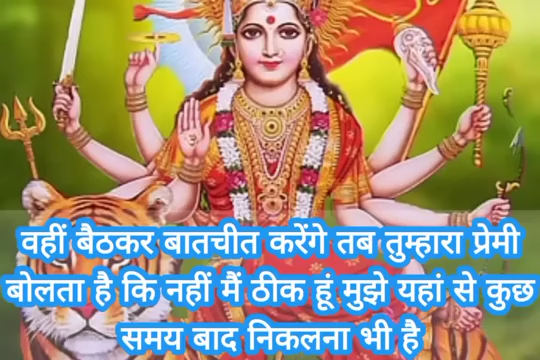 वहीं बैठकर बातचीत करेंगे तब तुम्हारा प्रेमी
बोलता है कि नहीं मैं ठीक हूं मुझे यहां से कुछ
समय बाद निकलना भी है